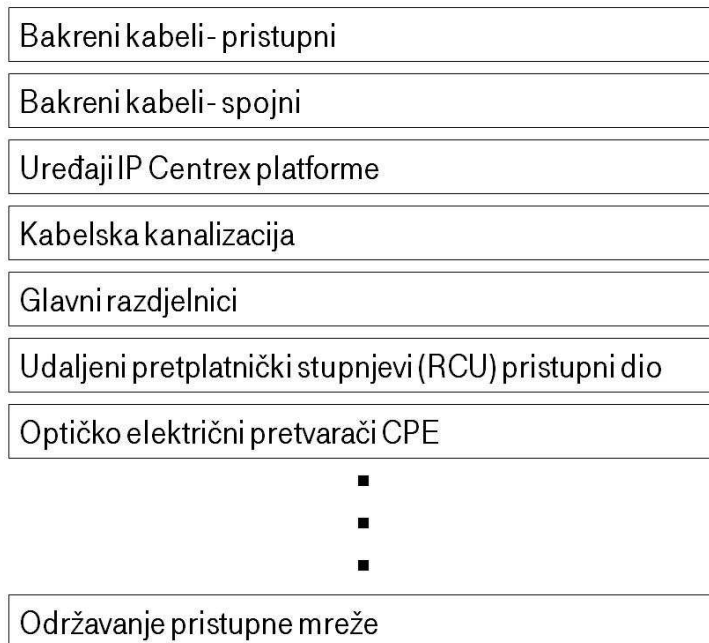 Bakreni kabeli- pristupni
Bakreni kabeli- spojni
Uređaji IP Centrex platforme
Kabelska kanalizacija
Glavni razdjelnici
Udaljeni pretplatnički stupnjevi (RCU) pristupni dio
Optičko električni pretvarači CPE
Održavanje pristupne mreže